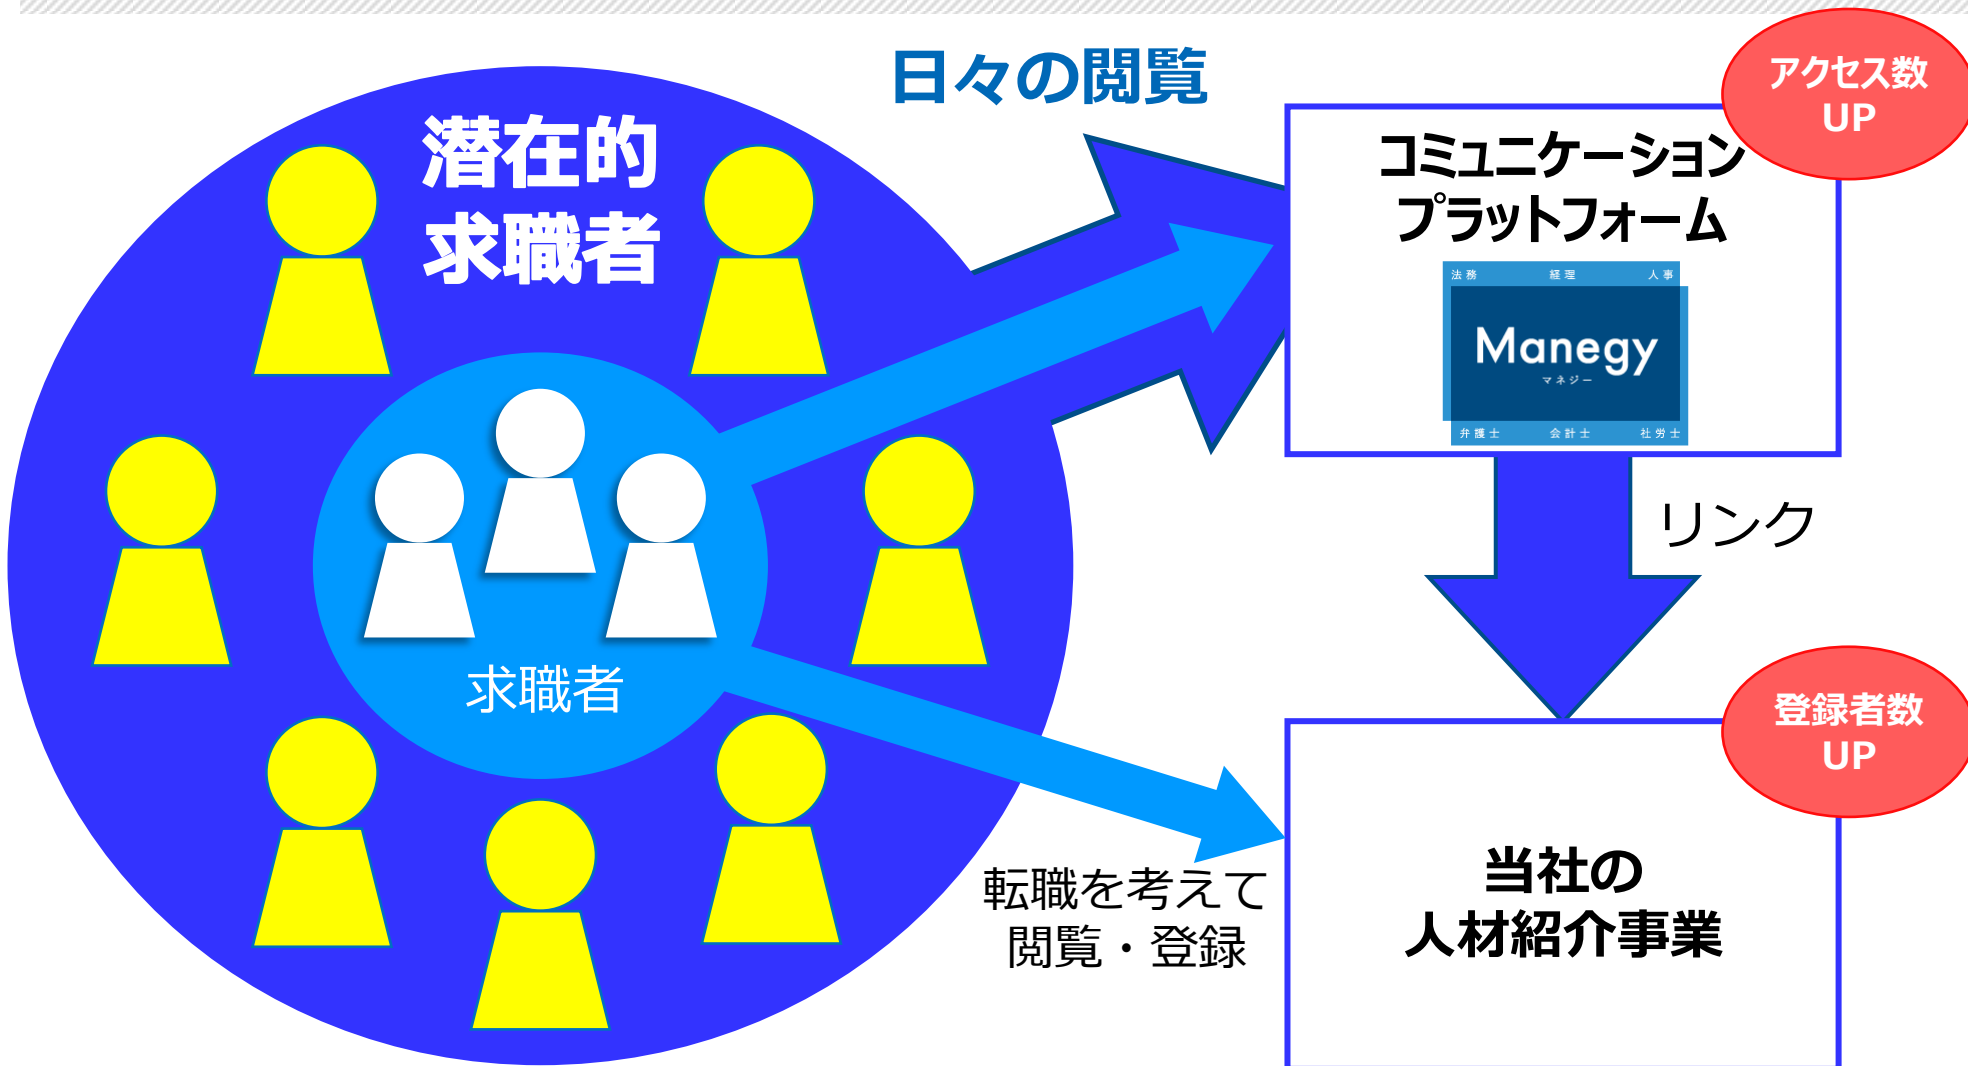 日々の閲覧
アクセス数
UP
潜在的
求職者
コミュニケーション
プラットフォーム
法務 経理 人事
Manegy
マネジー
弁護士 会計士 社労士
リンク
求職者
登録者数
UP
転職を考えて
閲覧・登録
当社の
人材紹介事業